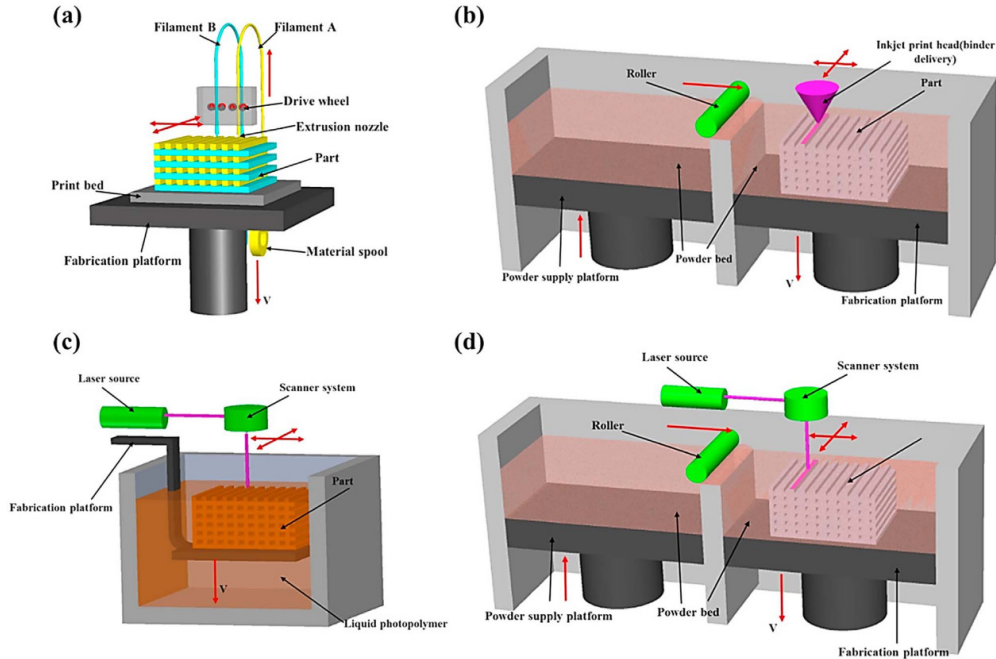 (a)
Filament B
Filament A
Drive wheel
Extrusion nozzle
Part
Print bed
Fabrication platform
Material spool
V
(b)
Inkjet print head(binder
delivery)
Roller
Part
Powder supply platform
Powder bed
V
Fabrication platform
(c)
Laser source
Scanner system
Fabrication platform
Part
V
Liquid photopolymer
(d)
Laser source
Scanner system
Roller
Powder supply platform
Powder bed
V
Fabrication platform